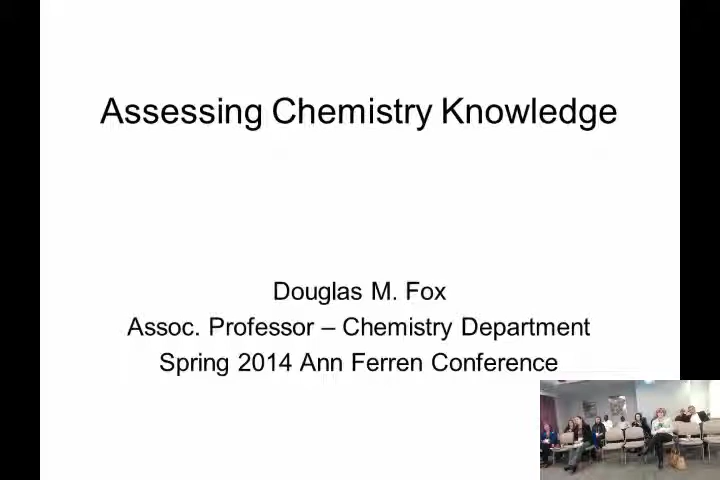 Assessing Chemistry Knowledge
Douglas M. Fox
Assoc. Professor – Chemistry Department
Spring 2014 Ann Ferren Conference